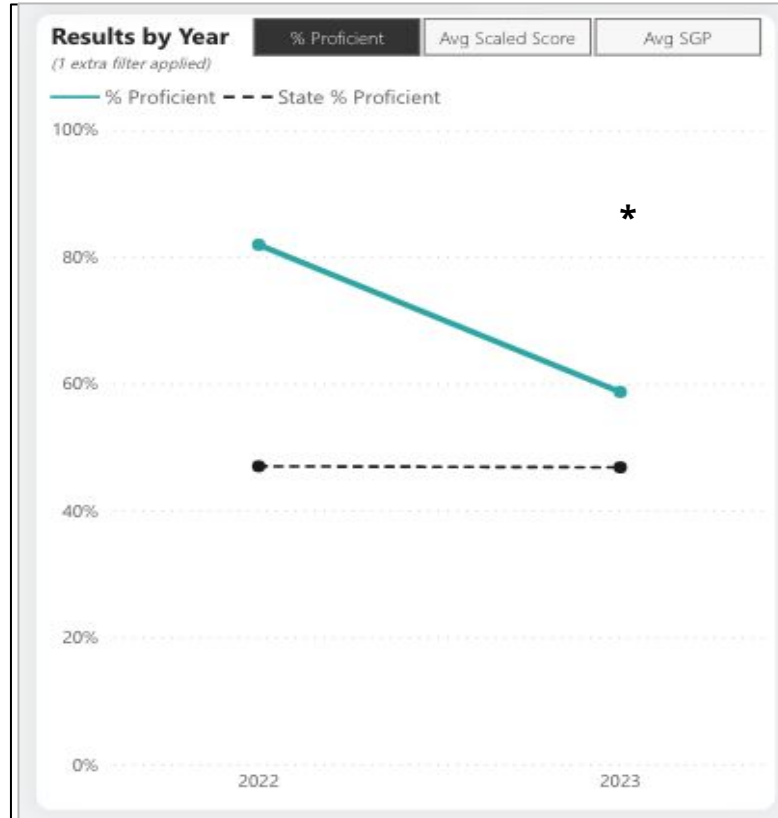 Results by Year
% Proficient
Avg Scaled Score
Avg SGP
(1 extra filter applied)
% Proficient
State % Proficient
100%
*
80%
60%
40%
20%
0%
2022
2023